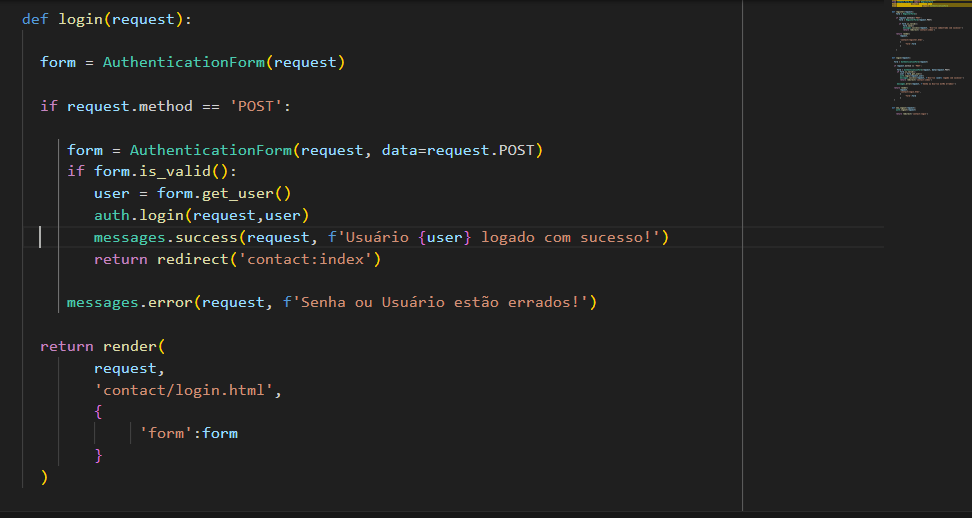 def login(request):
form = AuthenticationForm(request)
if request.method == 'POST':
form = AuthenticationForm(request, data=request.POST)
if form.is_valid():
user = form.get_user()
auth.login(request,user)
messages.success(request, f'Usuário {user} logado com sucesso!')
return redirect('contact:index')
messages.error(request, f'Senha ou Usuário estão errados!')
return render(
request,
'contact/login.html',
{
'form':form
}
)